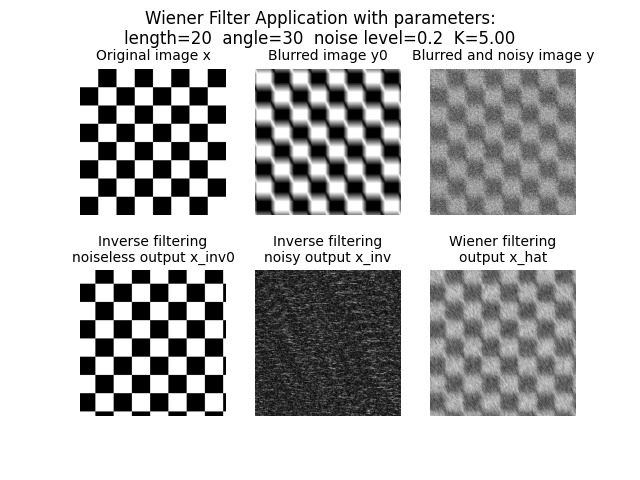 Wiener Filter Application with parameters:
length=20 angle=30 noise level=0.2 K=5.00
Original image x
Blurred image y0
Blurred and noisy image y
Inverse filtering
noiseless output x_inv0
Inverse filtering
noisy output x_inv
Wiener filtering
output x_hat